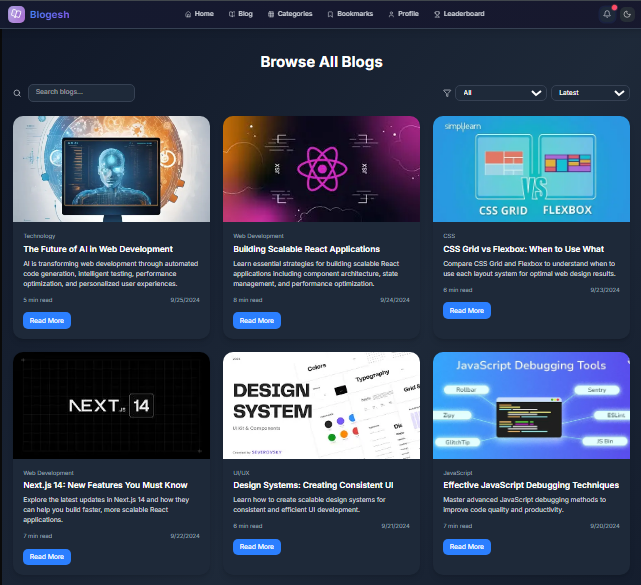 Blogesh
Home
Blog
Categories
Bookmarks
Profile
Leaderboard
Browse All Blogs
Search blogs...
All
Latest
JSX
JSX
simplilearn
VS
CSS GRID
FLEXBOX
Technology
The Future of AI in Web Development
AI is transforming web development through automated
code generation, intelligent testing, performance
optimization, and personalized user experiences.
5 min read
9/25/2024
Read More
Web Development
Building Scalable React Applications
Learn essential strategies for building scalable React
applications including component architecture, state
management, and performance optimization.
8 min read
9/24/2024
Read More
CSS
CSS Grid vs Flexbox: When to Use What
Compare CSS Grid and Flexbox to understand when to
use each layout system for optimal web design results.
6 min read
9/23/2024
Read More
NEXT.JS 14
DESIGN
SYSTEM
UI Kit & Components
Colors
Typography
Grid &
JavaScript Debugging Tools
Rollbar
Sentry
Zipy
ESLint
GlitchTip
JS Bin
Web Development
Next.js 14: New Features You Must Know
Explore the latest updates in Next.js 14 and how they
can help you build faster, more scalable React
applications.
7 min read
9/22/2024
Read More
UI/UX
Design Systems: Creating Consistent UI
Learn how to create scalable design systems for
consistent and efficient UI development.
6 min read
9/21/2024
Read More
JavaScript
Effective JavaScript Debugging Techniques
Master advanced JavaScript debugging methods to
improve code quality and productivity.
7 min read
9/20/2024
Read More